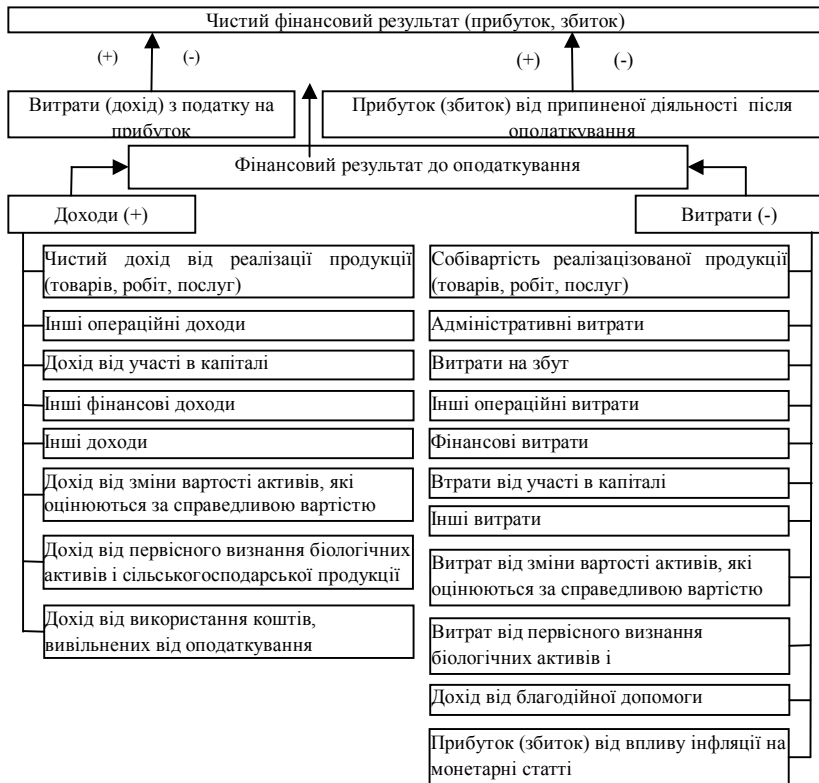 Чистий фінансовий результат (прибуток, збиток)
(+) (-) (+) (-)
Витрати (дохід) з податку на
прибуток
Прибуток (збиток) від припиненої діяльності після
оподаткування
Фінансовий результат до оподаткування
Доходи (+)
Витрати (-)
Чистий дохід від реалізації продукції
(товарів, робіт, послуг)
Інші операційні доходи
Дохід від участі в капіталі
Інші фінансові доходи
Інші доходи
Дохід від зміни вартості активів, які
оцінюються за справедливою вартістю
Дохід від первісного визнання біологічних
активів і сільськогосподарської продукції
Дохід від використання коштів,
вивільнених від оподаткування
Собівартість реалізацізованої продукції
(товарів, робіт, послуг)
Адміністративні витрати
Витрати на збут
Інші операційні витрати
Фінансові витрати
Втрати від участі в капіталі
Інші витрати
Витрат від зміни вартості активів, які
оцінюються за справедливою вартістю
Витрат від первісного визнання
біологічних активів і
Дохід від благодійної допомоги
Прибуток (збиток) від впливу інфляції на
монетарні статті